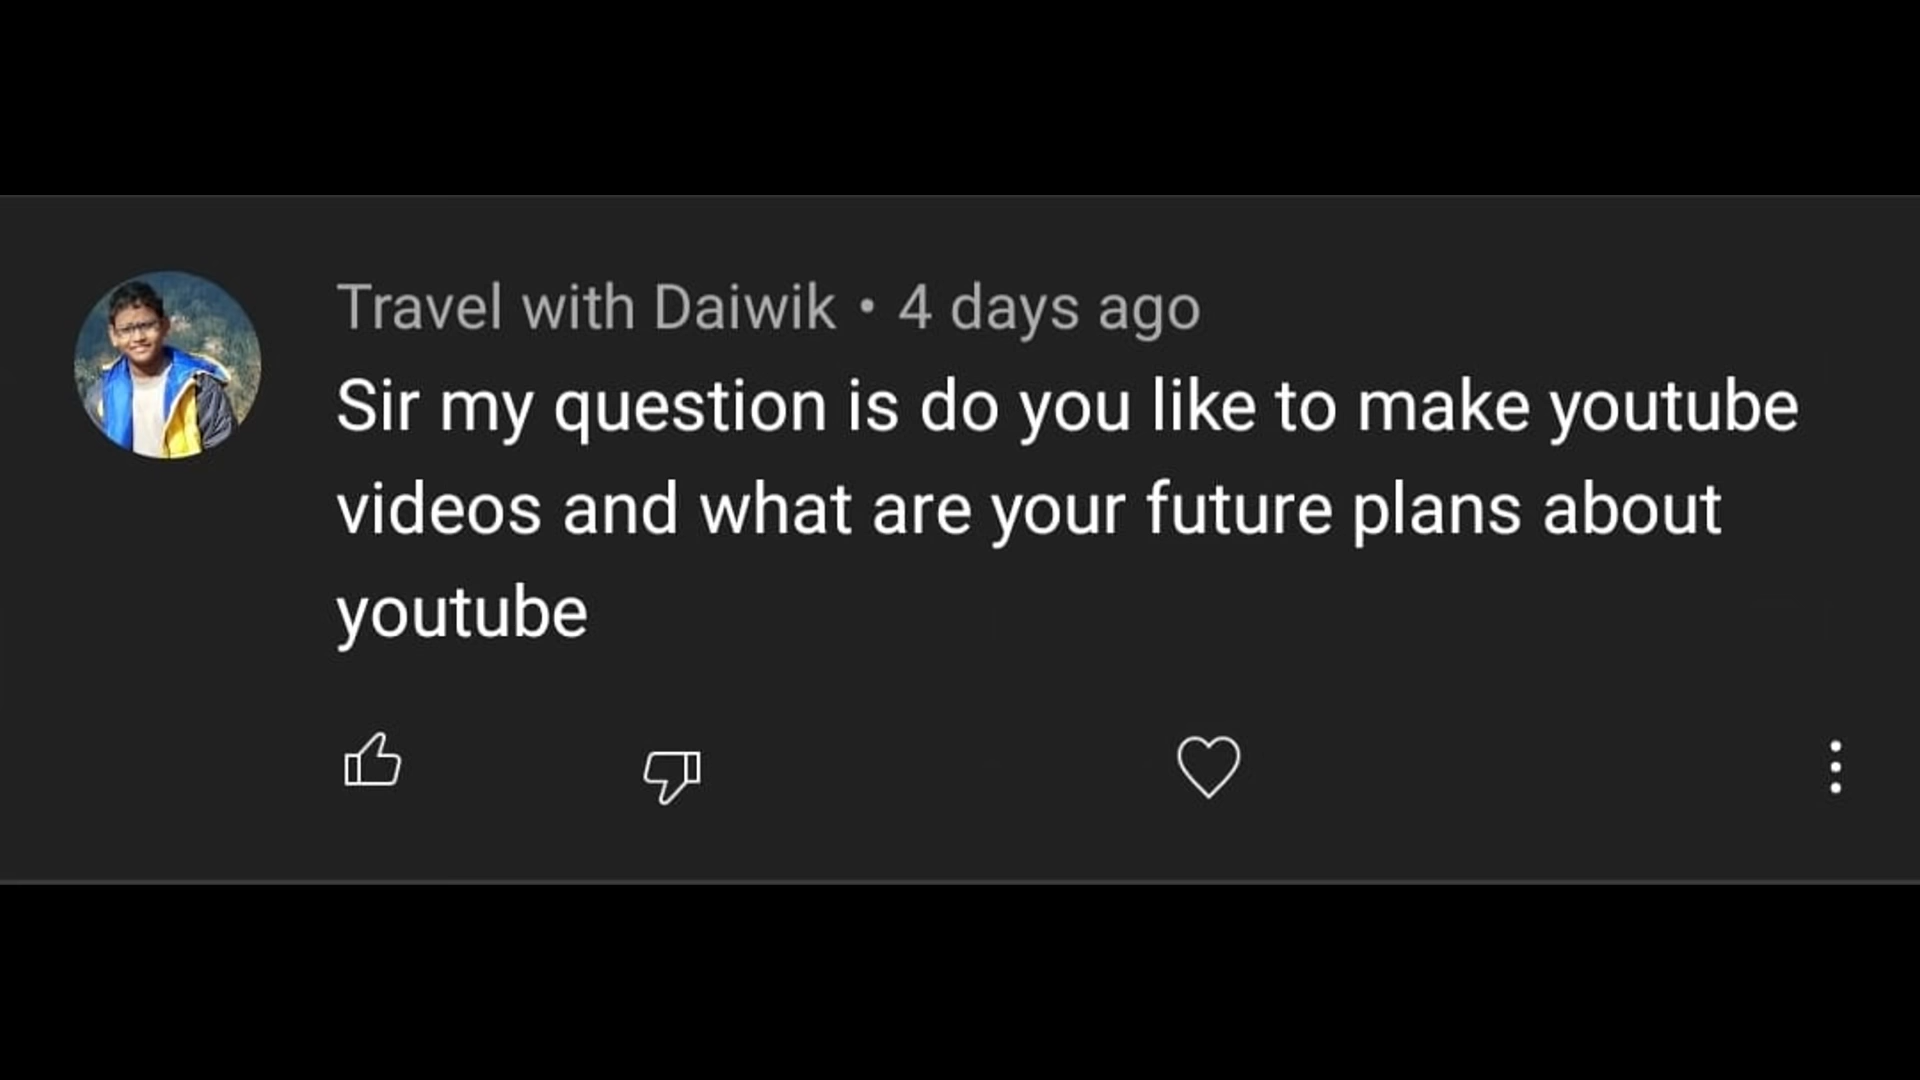 Travel with Daiwik • 4 days ago
Sir my question is do you like to make youtube
videos and what are your future plans about
youtube